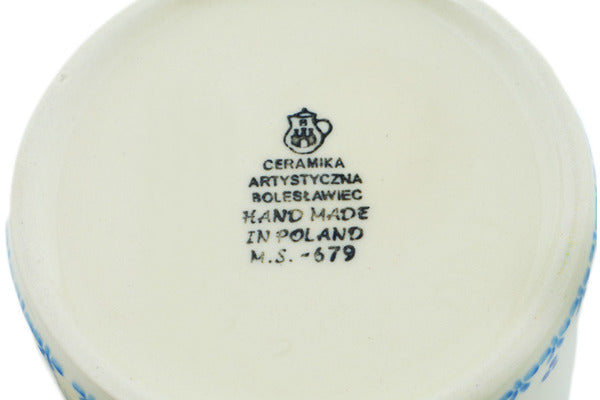 CERAMIKA
ARTYSTYCZNA
BOLESŁAWIEC
HAND MADE
IN POLAND
M.S. -679